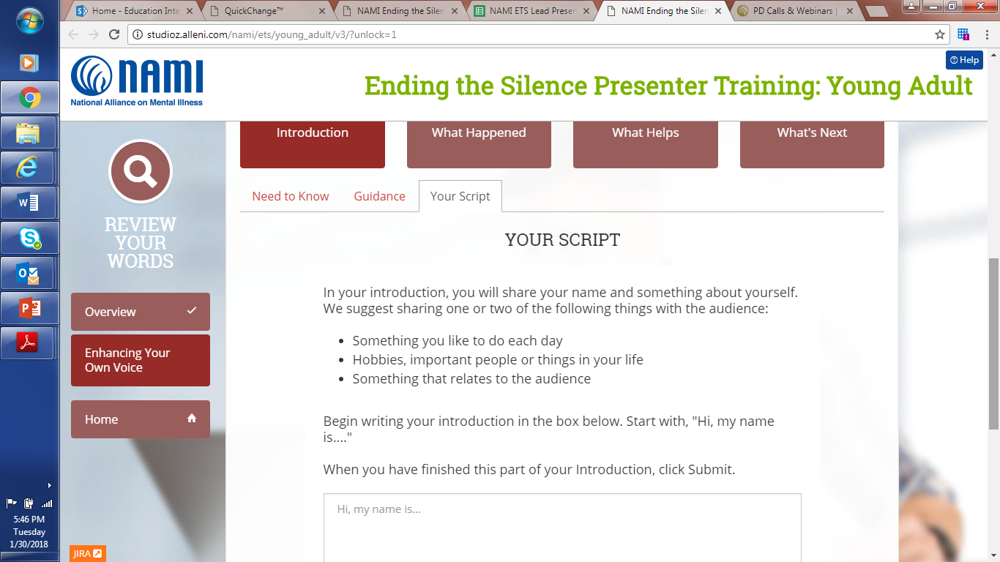 Home - Education Inte
QuickChange™
NAMI Ending the Silen
NAMI ETS Lead Presen
NAMI Ending the Silen
PD Calls & Webinars |
studioz.alleni.com/nami/ets/young_adult/v3/?unlock=1
Help
NAMI
National Alliance on Mental Illness
Ending the Silence Presenter Training: Young Adult
Introduction
What Happened
What Helps
What's Next
REVIEW
YOUR
WORDS
Overview
Enhancing Your
Own Voice
Home
Need to Know
Guidance
Your Script
YOUR SCRIPT
In your introduction, you will share your name and something about yourself.
We suggest sharing one or two of the following things with the audience:
• Something you like to do each day
• Hobbies, important people or things in your life
• Something that relates to the audience
Begin writing your introduction in the box below. Start with, "Hi, my name
is...."
When you have finished this part of your Introduction, click Submit.
Hi, my name is...
JIRA
5:46 PM
Tuesday
1/30/2018